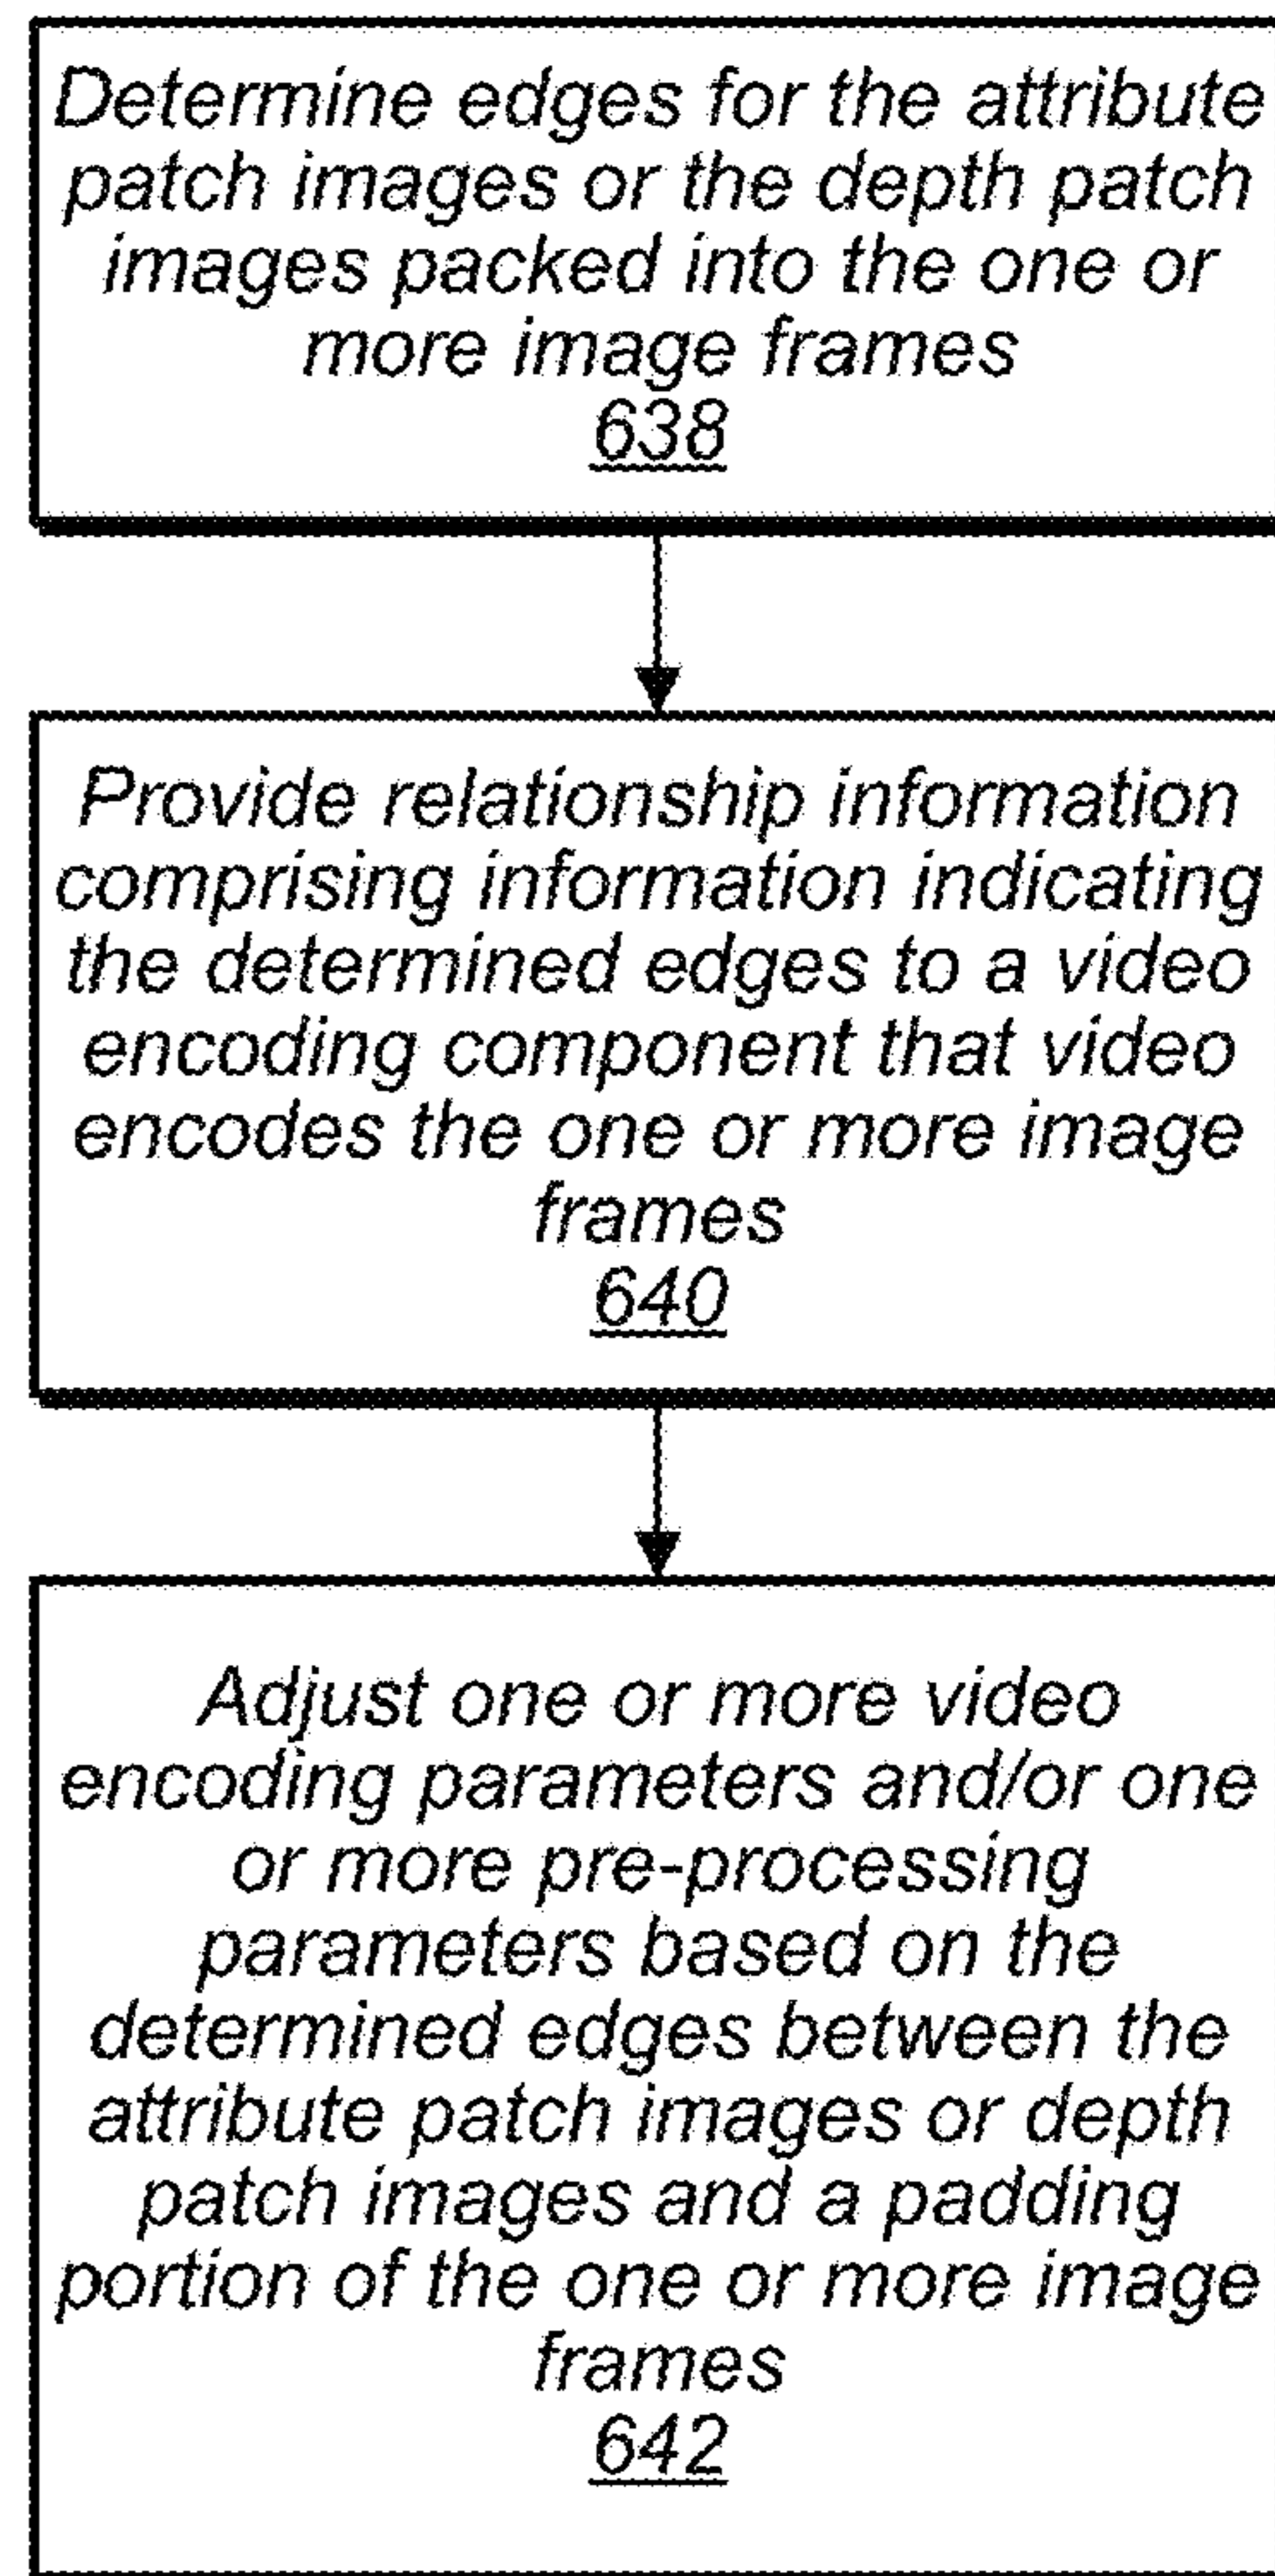 Determine edges for the attribute
patch images or the depth patch
images packed into the one or
more image frames
638
Provide relationship information
comprising information indicating
the determined edges to a video
encoding component that video
encodes the one or more image
frames
640
Adjust one or more video
encoding parameters and/or one
or more pre-processing
parameters based on the
determined edges between the
attribute patch images or depth
patch images and a padding
portion of the one or more image
frames
642